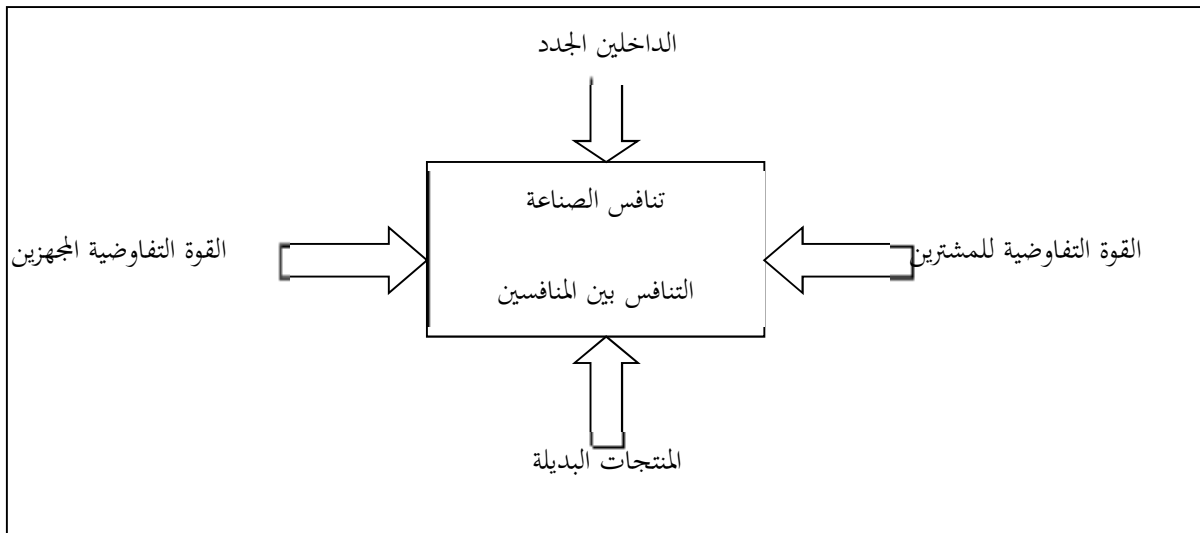 الداخلين الجدد
تنافس الصناعة
القوة التفاوضية للمشترين
القوة التفاوضية المجهزين
التنافس بين المنافسين
المنتجات البديلة